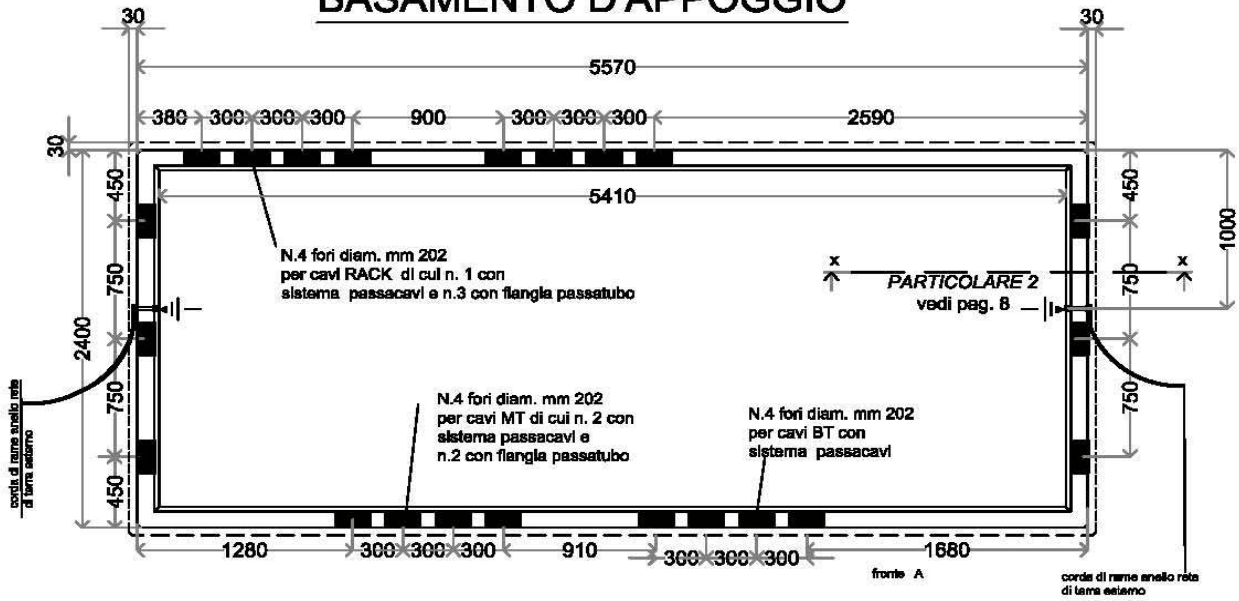 BASAMENTO D'APPOGGIO
30
30
5570
380 300 300 300 900 300 300 300 2590
30
450
5410
450
1000
N.4 fori diam. mm 202
per cavi RACK di cui n. 1 con
sistema passacavi e n.3 con flangia passatubo
x
x
PARTICOLARE 2
vedi pag. 8
750
750
2400
750
750
N.4 fori diam. mm 202
per cavi MT di cui n. 2 con
sistema passacavi e
n.2 con flangia passatubo
N.4 fori diam. mm 202
per cavi BT con
sistema passacavi
corda di rame anello rete
di terra esterno
450
1280 300 300 300 910 300 300 300 1680
fronte A
corda di rame anello rete
di terra esterno